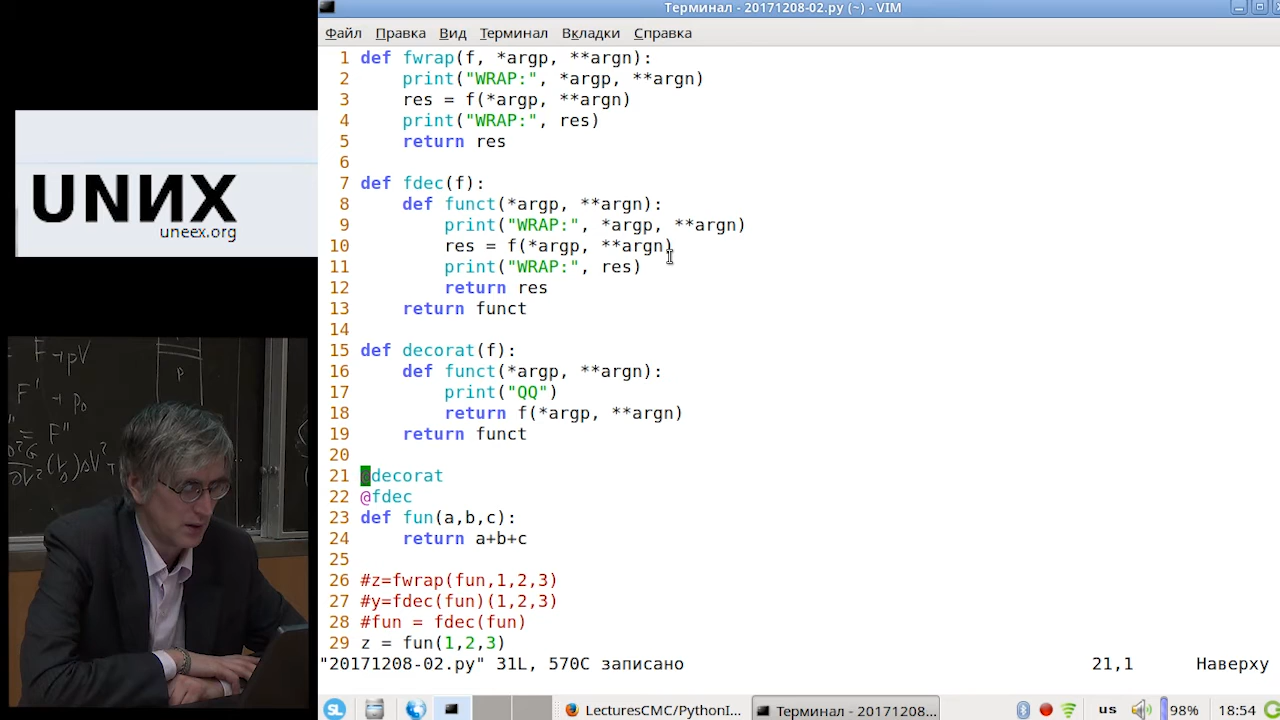 Терминал - 20171208-02.py (~) - VIM
Файл Правка Вид Терминал Вкладки Справка
1 def fwrap(f, *argp, **argn):
2 print("WRAP:", *argp, **argn)
3 res = f(*argp, **argn)
4 print("WRAP:", res)
5 return res
6
7 def fdec(f):
8 def funct(*argp, **argn):
9 print("WRAP:", *argp, **argn)
10 res = f(*argp, **argn)
11 print("WRAP:", res)
12 return res
13 return funct
14
15 def decorat(f):
16 def funct(*argp, **argn):
17 print("QQ")
18 return f(*argp, **argn)
19 return funct
20
21 @decorat
22 @fdec
23 def fun(a,b,c):
24 return a+b+c
25
26 #z=fwrap(fun,1,2,3)
27 #y=fdec(fun)(1,2,3)
28 #fun = fdec(fun)
29 z = fun(1,2,3)
"20171208-02.py" 31L, 570C записано 21,1 Наверху
LecturesCMC/PythonI... Терминал - 20171208... us 98% 18:54
UNИX
uneex.org
F→pV
F' → p₀
= F"
P